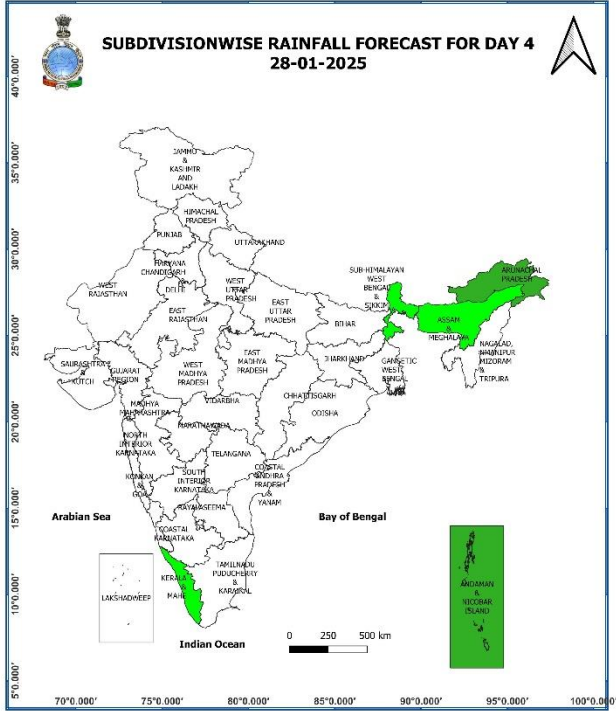 SUBDIVISIONWISE RAINFALL FORECAST FOR DAY 4
28-01-2025
40°0.000'
35°0.000'
30°0.000'
25°0.000'
20°0.000'
15°0.000'
10°0.000'
5°0.000'
JAMMO
&
KASHMIR
AND
LADAKH
HIMACHAL
PRADESH
PUNJAB
UTTARAKHAND
HARYANA
CHANDIGARH
&
DELHI
WEST
RAJASTHAN
WEST
UTTAR
PRADESH
EAST
RAJASTHAN
EAST
UTTAR
PRADESH
SUB-HIMALAYAN
WEST
BENGAL
&
SIKKIM
ARUNACHAL
PRADESH
ASSAM
&
MEGHALAYA
NAGALAD,
MANIPUR
MIZORAM
&
TRIPURA
BIHAR
JHARKHAND
GANGETIC
WEST
BENGAL
SAURASHTRA
&
KUTCH
GUJARAT
REGION
WEST
MADHYA
PRADESH
EAST
MADHYA
PRADESH
CHHATTISGARH
ODISHA
MADHYA
MAHARASHTRA
VIDARBHA
MARATHAWADA
NORTH
INTERIOR
KARNATAKA
TELANGANA
KONKAN
&
GOA
SOUTH
INTERIOR
KARNATAKA
COASTAL
ANDHRA
PRADESH
&
YANAM
RAYALASEEMA
COASTAL
KARNATAKA
Arabian Sea
Bay of Bengal
LAKSHADWEEP
KERALA
&
MAHE
TAMILNADU
PUDUCHERRY
&
KARAIKAL
ANDAMAN
&
NICOBAR
ISLAND
Indian Ocean
0 250 500 km
70°0.000' 75°0.000' 80°0.000' 85°0.000' 90°0.000' 95°0.000' 100°0.000'